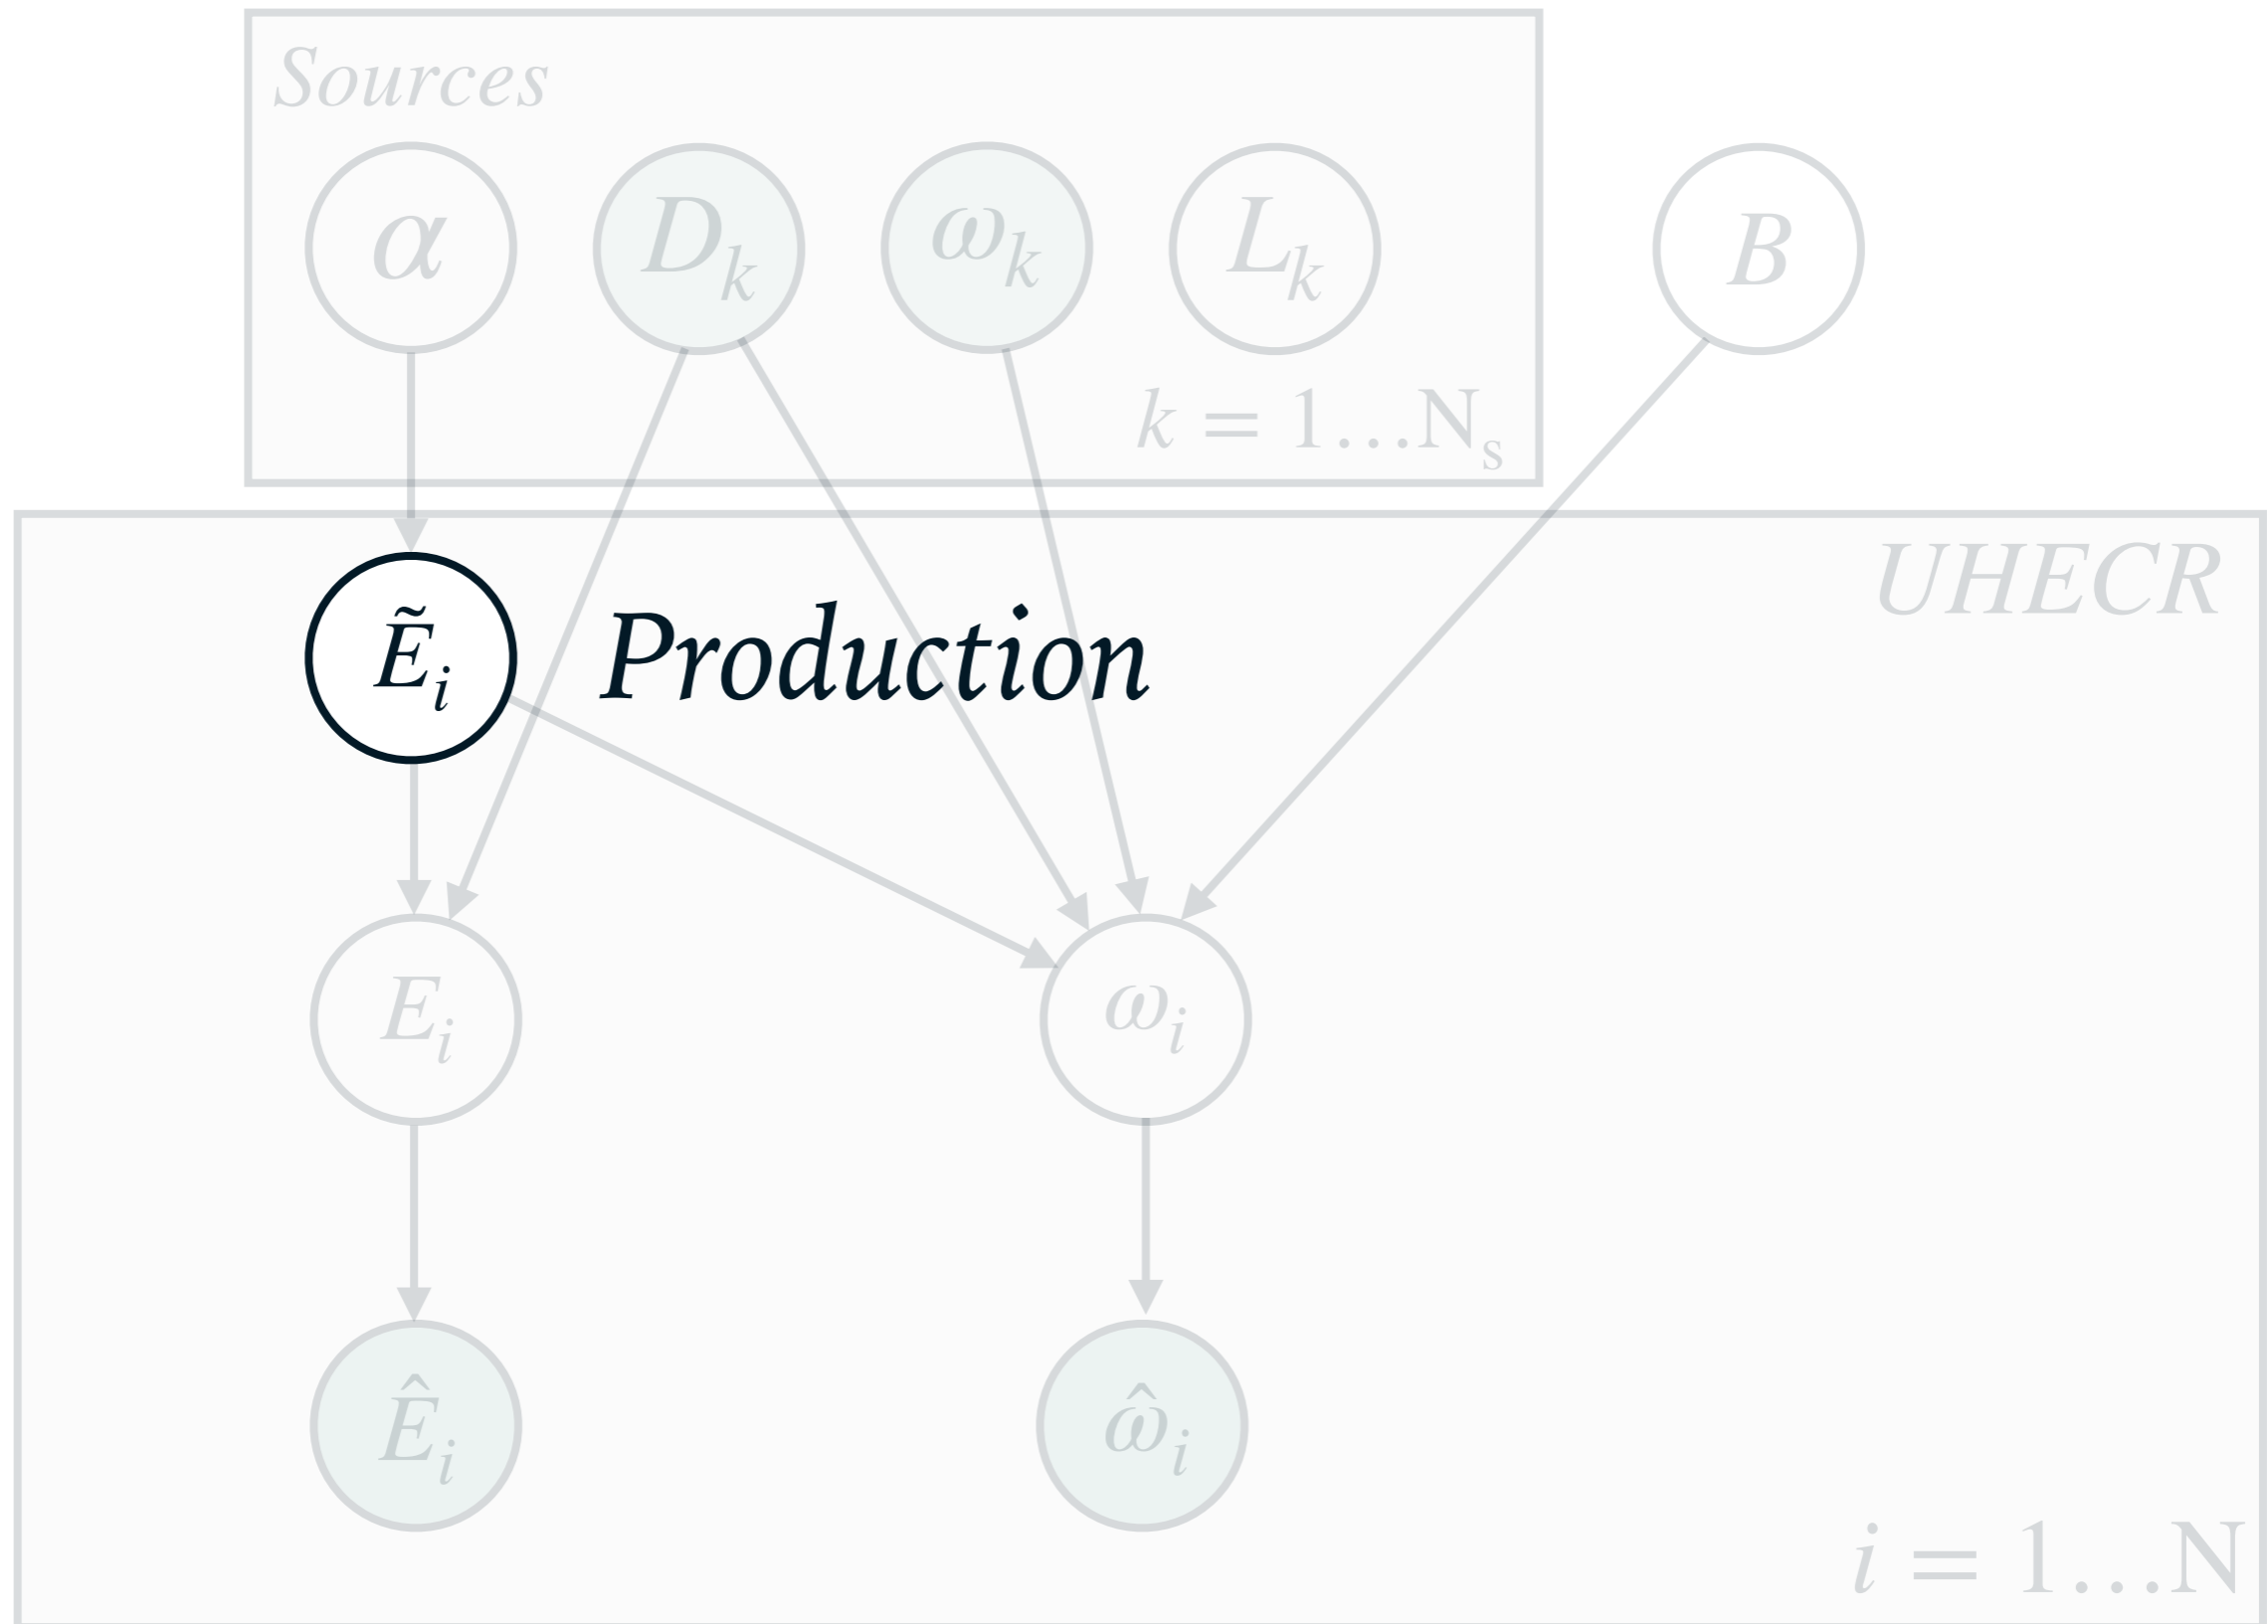 Sources
α D_k ω_k L_k B
k = 1...N_s
UHECR
Ẽ_i Production
E_i ω_i
Ê_i ω̂_i
i = 1...N